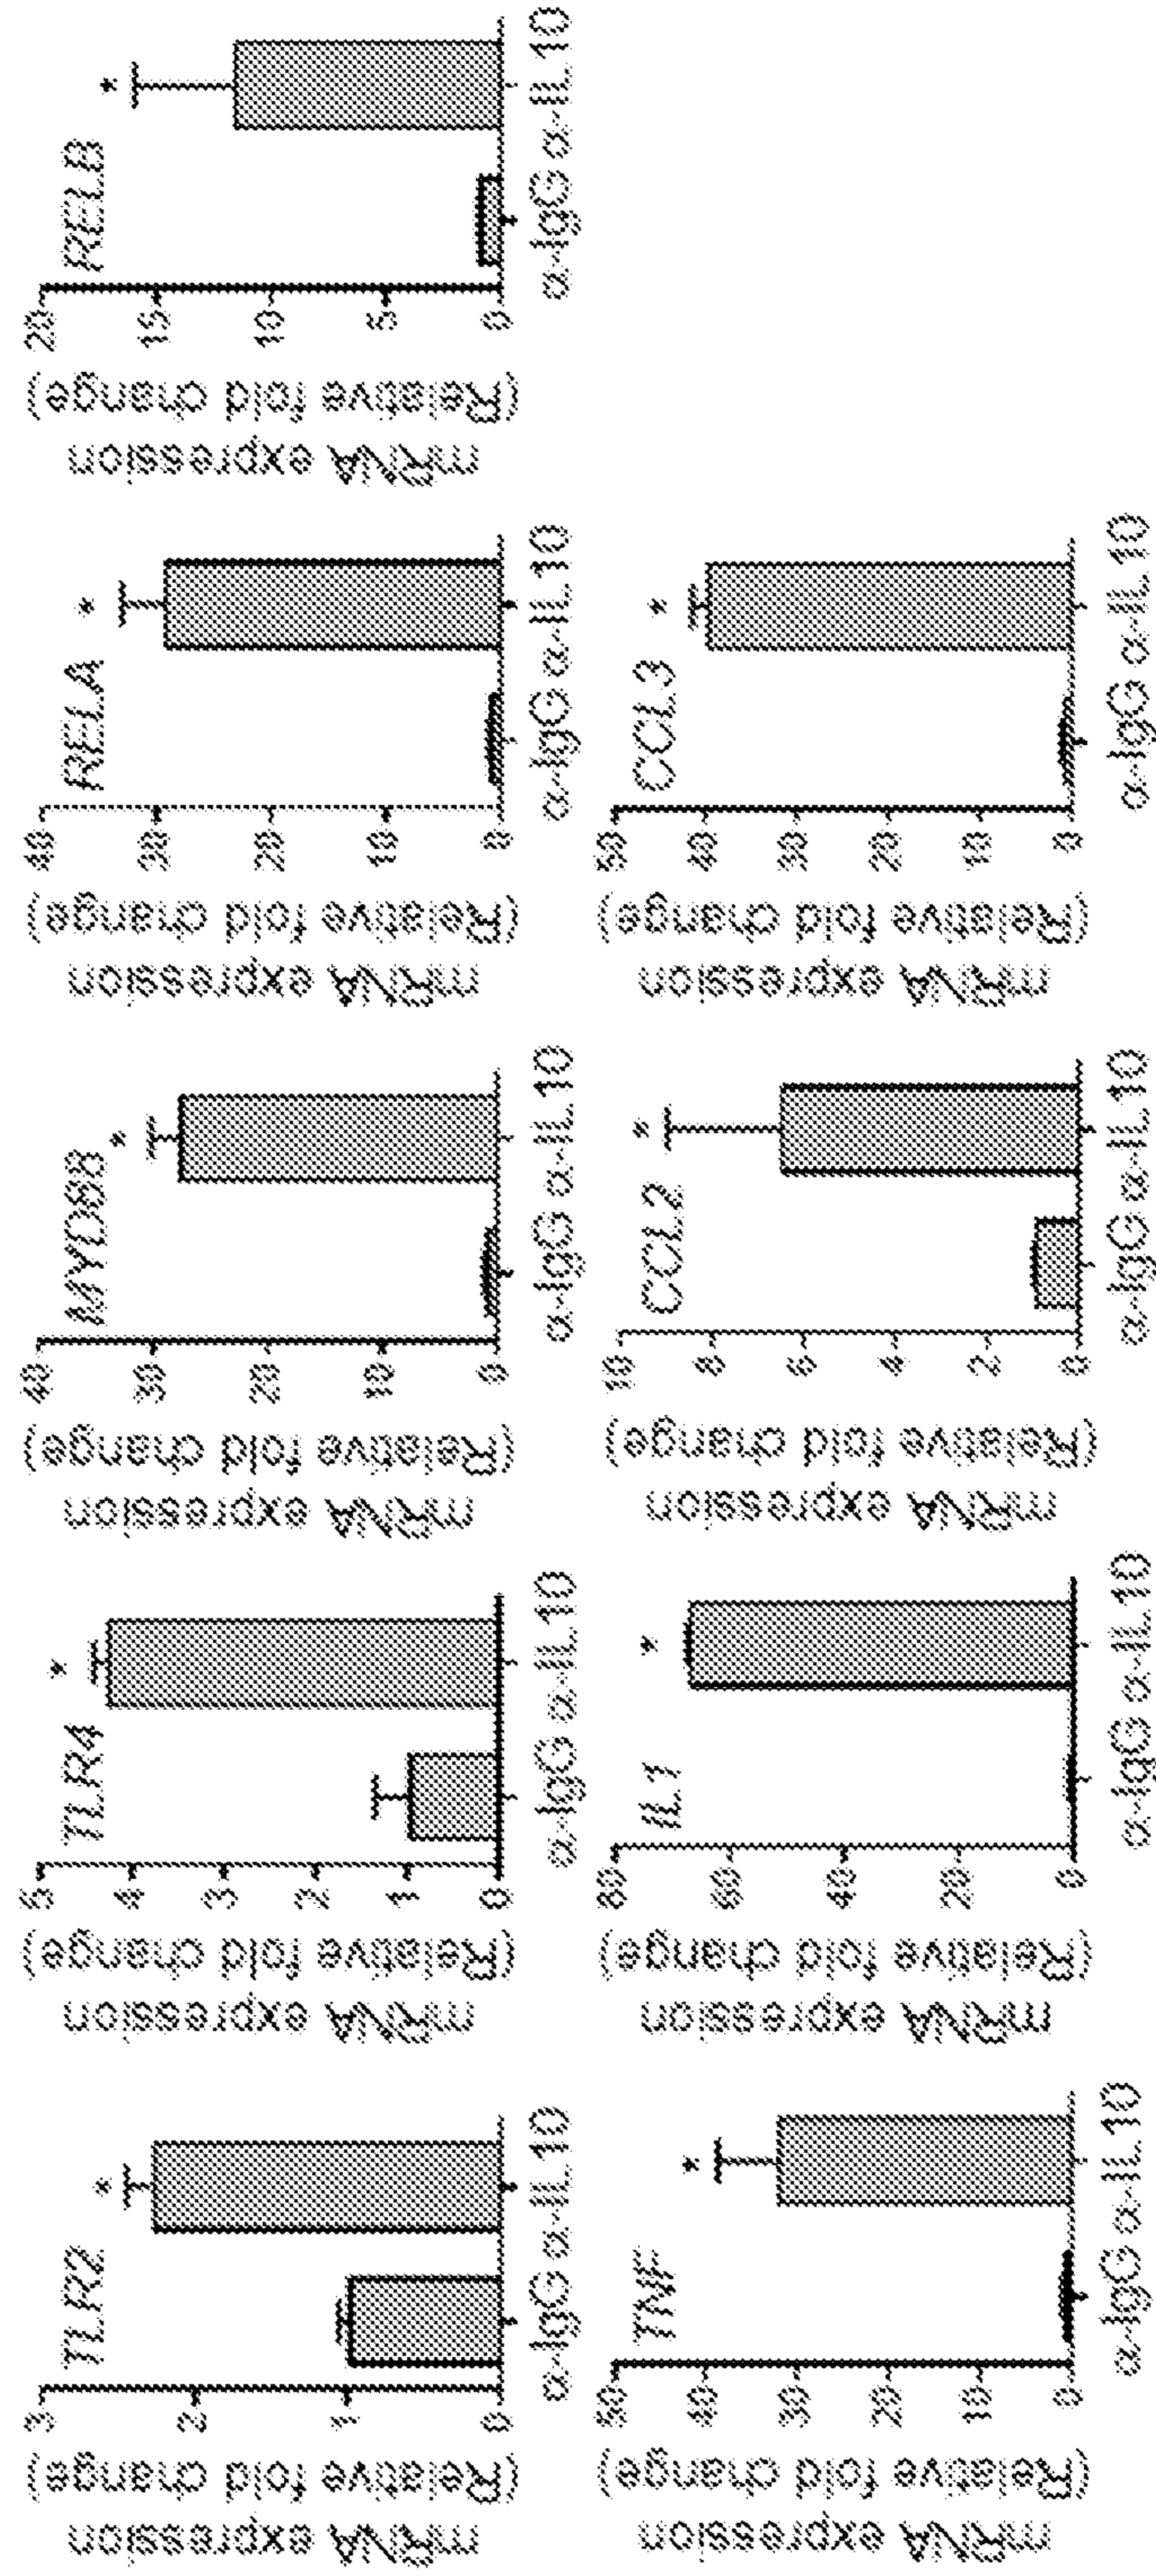 TLR2
mRNA expression
(Relative fold change)
3
2
1
0
*
α-IgG α-IL10
TLR4
mRNA expression
(Relative fold change)
5
4
3
2
1
0
*
α-IgG α-IL10
MYD88
mRNA expression
(Relative fold change)
40
30
20
10
0
*
α-IgG α-IL10
RELA
mRNA expression
(Relative fold change)
40
30
20
10
0
*
α-IgG α-IL10
RELB
mRNA expression
(Relative fold change)
20
15
10
5
0
*
α-IgG α-IL10
TNF
mRNA expression
(Relative fold change)
50
40
30
20
10
0
*
α-IgG α-IL10
IL1
mRNA expression
(Relative fold change)
80
60
40
20
0
*
α-IgG α-IL10
CCL2
mRNA expression
(Relative fold change)
10
8
6
4
2
0
*
α-IgG α-IL10
CCL3
mRNA expression
(Relative fold change)
50
40
30
20
10
0
*
α-IgG α-IL10